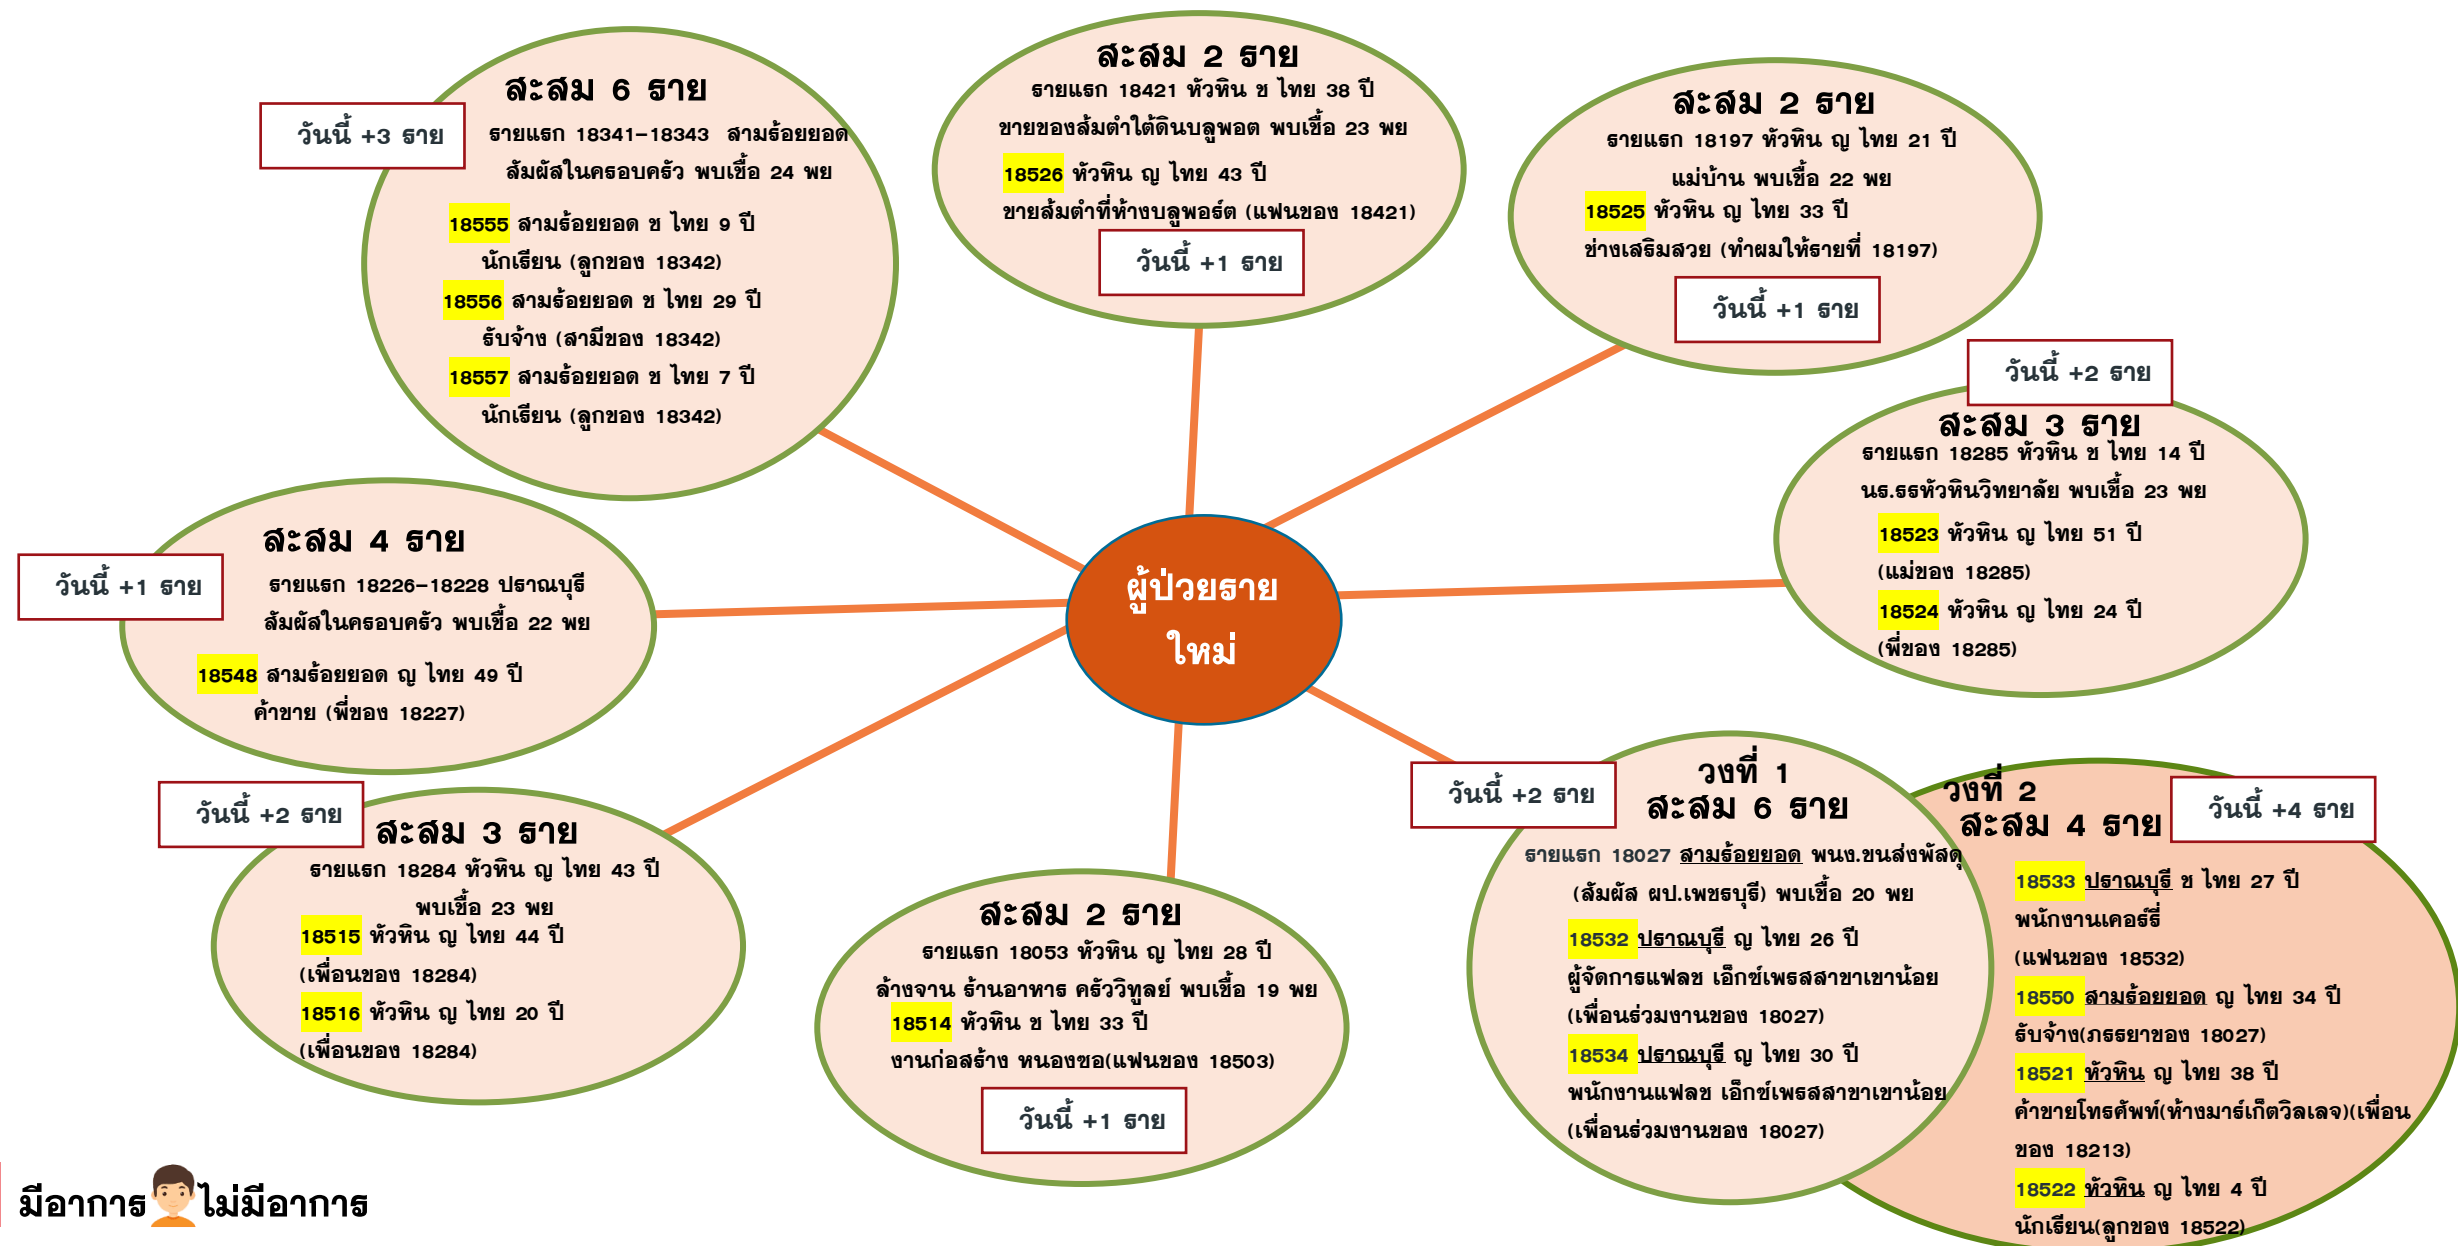 สะสม 6 ราย
วันนี้ +3 ราย
รายแรก 18341-18343 สามร้อยยอด
สัมผัสในครอบครัว พบเชื้อ 24 พย
18555 สามร้อยยอด ช ไทย 9 ปี
นักเรียน (ลูกของ 18342)
18556 สามร้อยยอด ช ไทย 29 ปี
รับจ้าง (สามีของ 18342)
18557 สามร้อยยอด ช ไทย 7 ปี
นักเรียน (ลูกของ 18342)
สะสม 2 ราย
รายแรก 18421 หัวหิน ช ไทย 38 ปี
ขายของส้มตำใต้ดินบลูพอต พบเชื้อ 23 พย
18526 หัวหิน ญ ไทย 43 ปี
ขายส้มตำที่ห้างบลูพอร์ต (แฟนของ 18421)
วันนี้ +1 ราย
สะสม 2 ราย
รายแรก 18197 หัวหิน ญ ไทย 21 ปี
แม่บ้าน พบเชื้อ 22 พย
18525 หัวหิน ญ ไทย 33 ปี
ช่างเสริมสวย (ทำผมให้รายที่ 18197)
วันนี้ +1 ราย
วันนี้ +2 ราย
สะสม 3 ราย
รายแรก 18285 หัวหิน ช ไทย 14 ปี
นร.รรหัวหินวิทยาลัย พบเชื้อ 23 พย
18523 หัวหิน ญ ไทย 51 ปี
(แม่ของ 18285)
18524 หัวหิน ญ ไทย 24 ปี
(พี่ของ 18285)
สะสม 4 ราย
วันนี้ +1 ราย
รายแรก 18226-18228 ปราณบุรี
สัมผัสในครอบครัว พบเชื้อ 22 พย
18548 สามร้อยยอด ญ ไทย 49 ปี
ค้าขาย (พี่ของ 18227)
ผู้ป่วยราย
ใหม่
วันนี้ +2 ราย
สะสม 3 ราย
รายแรก 18284 หัวหิน ญ ไทย 43 ปี
พบเชื้อ 23 พย
18515 หัวหิน ญ ไทย 44 ปี
(เพื่อนของ 18284)
18516 หัวหิน ญ ไทย 20 ปี
(เพื่อนของ 18284)
สะสม 2 ราย
รายแรก 18053 หัวหิน ญ ไทย 28 ปี
ล้างจาน ร้านอาหาร ครัววิทูลย์ พบเชื้อ 19 พย
18514 หัวหิน ช ไทย 33 ปี
งานก่อสร้าง หนองซอ(แฟนของ 18503)
วันนี้ +1 ราย
วันนี้ +2 ราย
วงที่ 1
สะสม 6 ราย
รายแรก 18027 สามร้อยยอด พนง.ขนส่งพัสดุ
(สัมผัส ผป.เพชรบุรี) พบเชื้อ 20 พย
18532 ปราณบุรี ญ ไทย 26 ปี
ผู้จัดการแฟลช เอ็กซ์เพรสสาขาเขาน้อย
(เพื่อนร่วมงานของ 18027)
18534 ปราณบุรี ญ ไทย 30 ปี
พนักงานแฟลช เอ็กซ์เพรสสาขาเขาน้อย
(เพื่อนร่วมงานของ 18027)
วงที่ 2
สะสม 4 ราย
วันนี้ +4 ราย
18533 ปราณบุรี ช ไทย 27 ปี
พนักงานเคอร์รี่
(แฟนของ 18532)
18550 สามร้อยยอด ญ ไทย 34 ปี
รับจ้าง(ภรรยาของ 18027)
18521 หัวหิน ญ ไทย 38 ปี
ค้าขายโทรศัพท์(ห้างมาร์เก็ตวิลเลจ)(เพื่อน
ของ 18213)
18522 หัวหิน ญ ไทย 4 ปี
นักเรียน(ลูกของ 18522)
มีอาการ ไม่มีอาการ